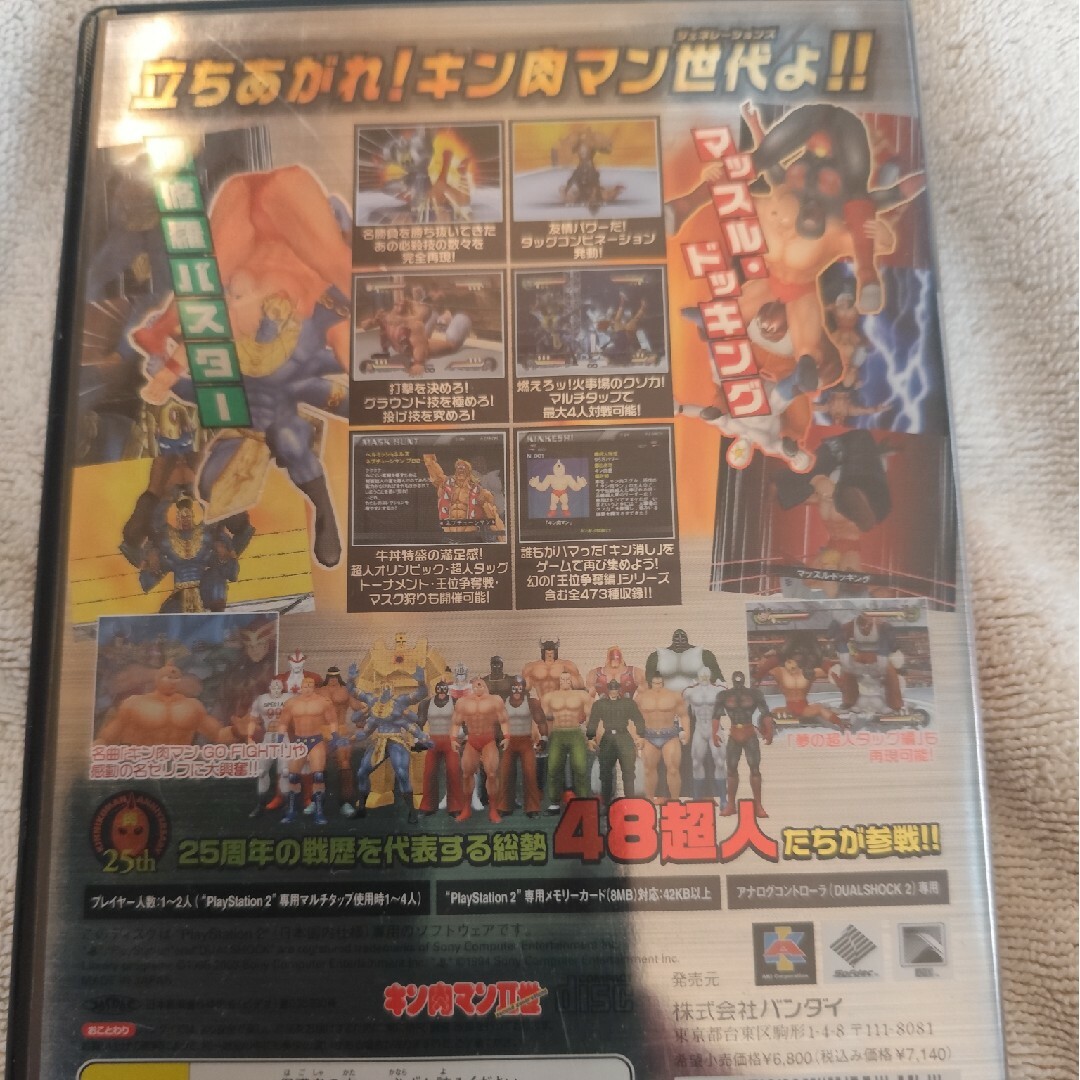 ジェネレーションズ
立ちあがれ!キン肉マン世代よ!!
修羅バスター
マッスル・ドッキング
名勝負を勝ち抜いてきた
あの必殺技の数々を
完全再現!
友情パワーだ!
タッグコンビネーション
発動!
打撃を決めろ!
グラウンド技を極めろ!
投げ技を究めろ!
燃えろッ!火事場のクソ力!
マルチタップで
最大4人対戦可能!
MASK HUNT
KINKESHI
牛丼特盛の満足感!
超人オリンピック・超人タッグ
トーナメント・王位争奪戦・
マスク狩りも開催可能!
誰もがハマった「キン消し」を
ゲームで再び集めよう!
幻の「王位争奪編」シリーズ
含む全473種収録!!
マッスルドッキング
名曲「キン肉マン GO FIGHT!」や
感動の名セリフに大興奮!!
「夢の超人タッグ編」も
再現可能!
25th
25周年の戦歴を代表する総勢48超人たちが参戦!!
プレイヤー人数:1~2人(“PlayStation 2”専用マルチタップ使用時1~4人)
“PlayStation 2”専用メモリーカード(8MB)対応:42KB以上
アナログコントローラ(DUALSHOCK 2)専用
キン肉マンII世
発売元
株式会社バンダイ
東京都台東区駒形1-4-8 〒111-8081
希望小売価格¥6,800(税込み価格¥7,140)
おことわり